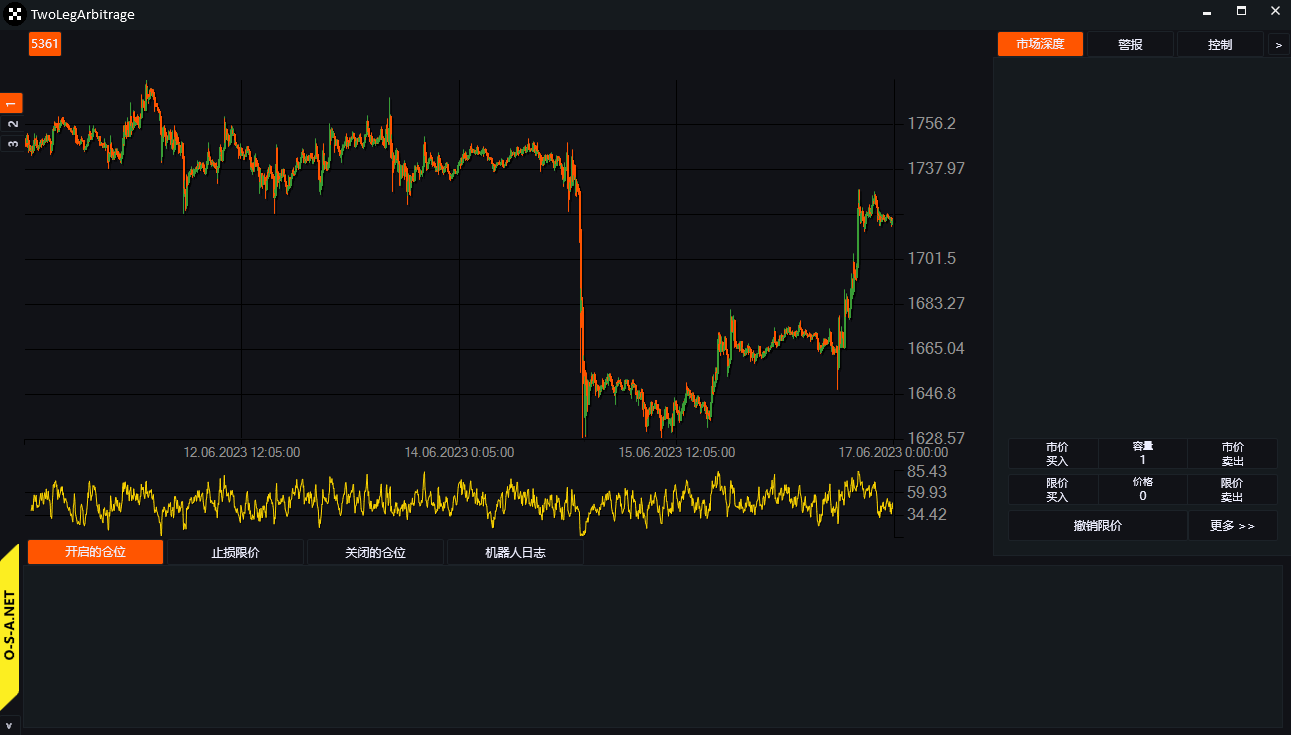 TwoLegArbitrage
5361
市场深度 警报 控制 >
1
2
3
1756.2
1737.97
1701.5
1683.27
1665.04
1646.8
1628.57
12.06.2023 12:05:00 14.06.2023 0:05:00 15.06.2023 12:05:00 17.06.2023 0:00:00
85.43
59.93
34.42
市价 容量 市价
买入 1 卖出
限价 价格 限价
买入 0 卖出
撤销限价 更多 >>
开启的仓位 止损限价 关闭的仓位 机器人日志
O-S-A.NET
v